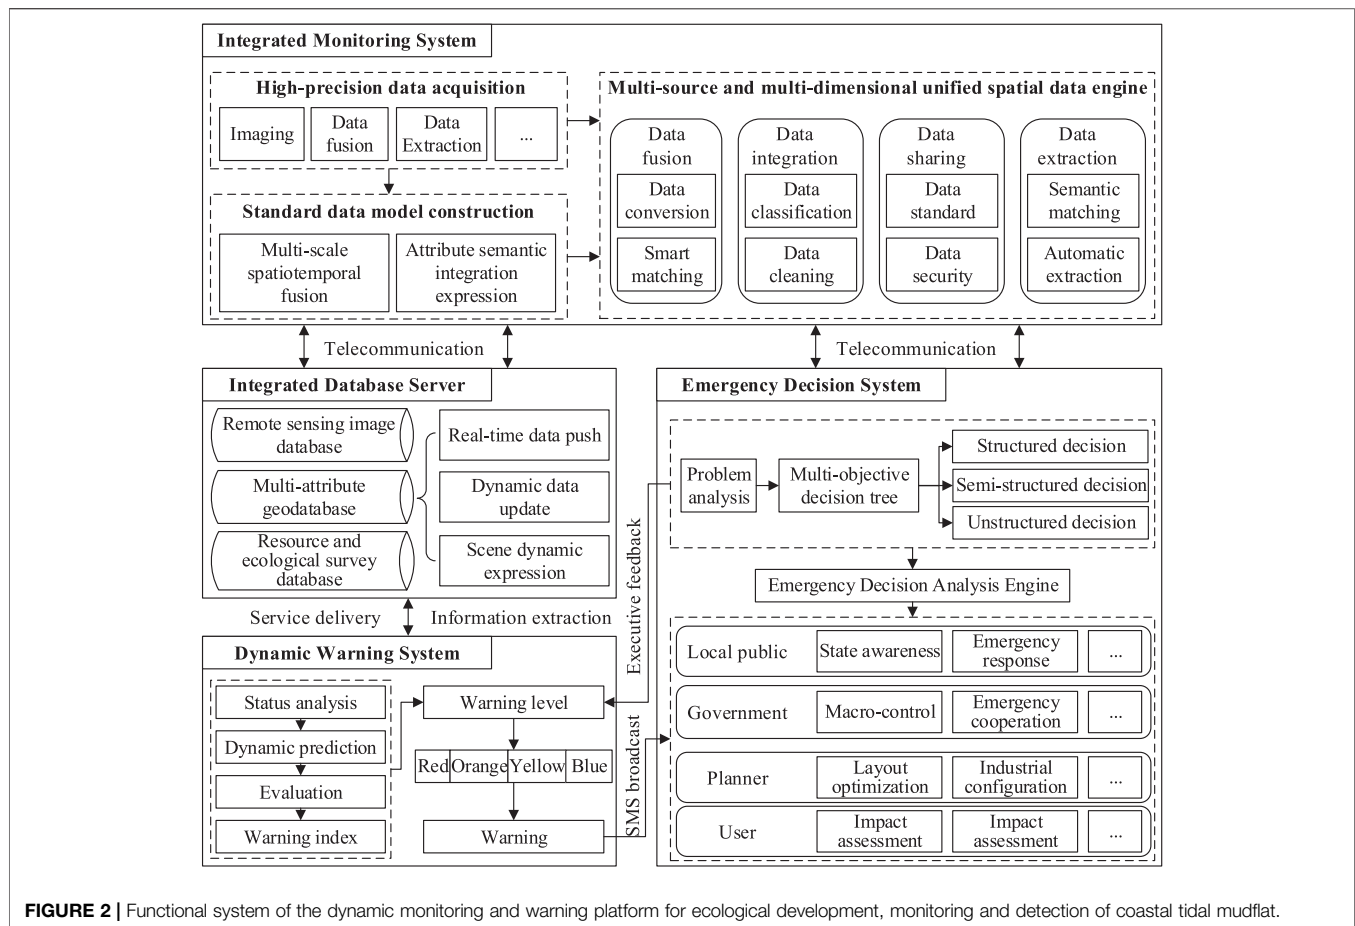 Integrated Monitoring System
High-precision data acquisition
Imaging
Data
fusion
Data
Extraction
...
Standard data model construction
Multi-scale
spatiotemporal
fusion
Attribute semantic
integration
expression
Multi-source and multi-dimensional unified spatial data engine
Data
fusion
Data
conversion
Smart
matching
Data
integration
Data
classification
Data
cleaning
Data
sharing
Data
standard
Data
security
Data
extraction
Semantic
matching
Automatic
extraction
Telecommunication
Telecommunication
Integrated Database Server
Remote sensing image
database
Multi-attribute
geodatabase
Resource and
ecological survey
database
Real-time data push
Dynamic data
update
Scene dynamic
expression
Service delivery
Information extraction
Dynamic Warning System
Status analysis
Dynamic prediction
Evaluation
Warning index
Warning level
Red
Orange
Yellow
Blue
Warning
Executive feedback
SMS broadcast
Emergency Decision System
Problem
analysis
Multi-objective
decision tree
Structured decision
Semi-structured decision
Unstructured decision
Emergency Decision Analysis Engine
Local public
State awareness
Emergency
response
...
Government
Macro-control
Emergency
cooperation
...
Planner
Layout
optimization
Industrial
configuration
...
User
Impact
assessment
Impact
assessment
...
FIGURE 2 | Functional system of the dynamic monitoring and warning platform for ecological development, monitoring and detection of coastal tidal mudflat.